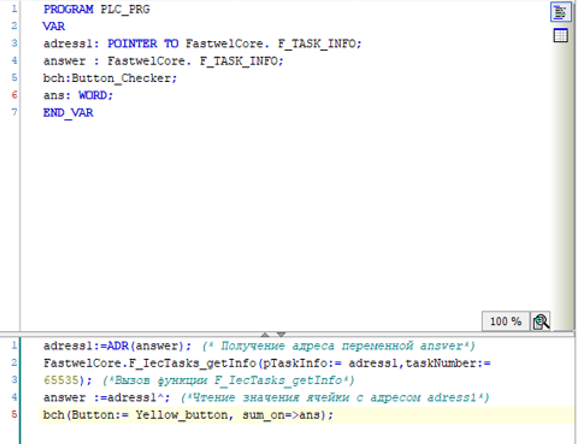 1 PROGRAM PLC_PRG
2 VAR
3 adress1: POINTER TO FastwelCore. F_TASK_INFO;
4 answer : FastwelCore. F_TASK_INFO;
5 bch:Button_Checker;
6 ans: WORD;
7 END_VAR
100 %
1 adress1:=ADR(answer); (* Получение адреса переменной answer*)
2 FastwelCore.F_IecTasks_getInfo(pTaskInfo:= adress1,taskNumber:=
3 65535); (*Вызов функции F_IecTasks_getInfo*)
4 answer :=adress1^; (*Чтение значения ячейки с адресом adress1*)
5 bch(Button:= Yellow_button, sum_on=>ans);